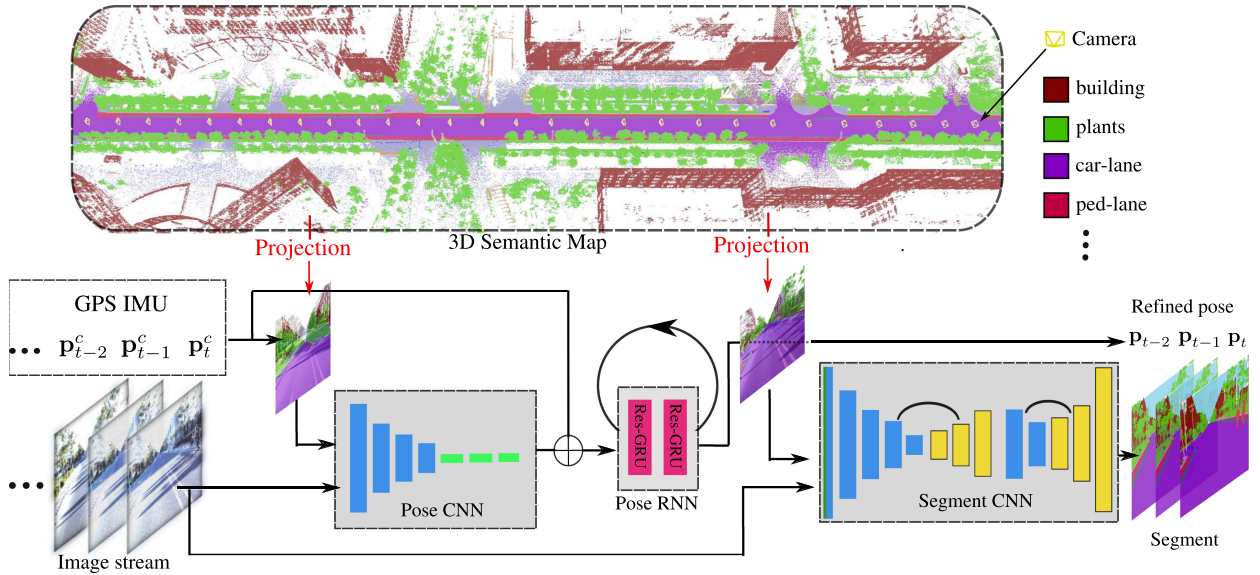 Camera
building
plants
car-lane
ped-lane
3D Semantic Map
Projection
Projection
GPS IMU
p^c_{t-2} p^c_{t-1} p^c_t
Refined pose
p_{t-2} p_{t-1} p_t
Res-GRU
Res-GRU
Pose CNN
Pose RNN
Segment CNN
Segment
Image stream